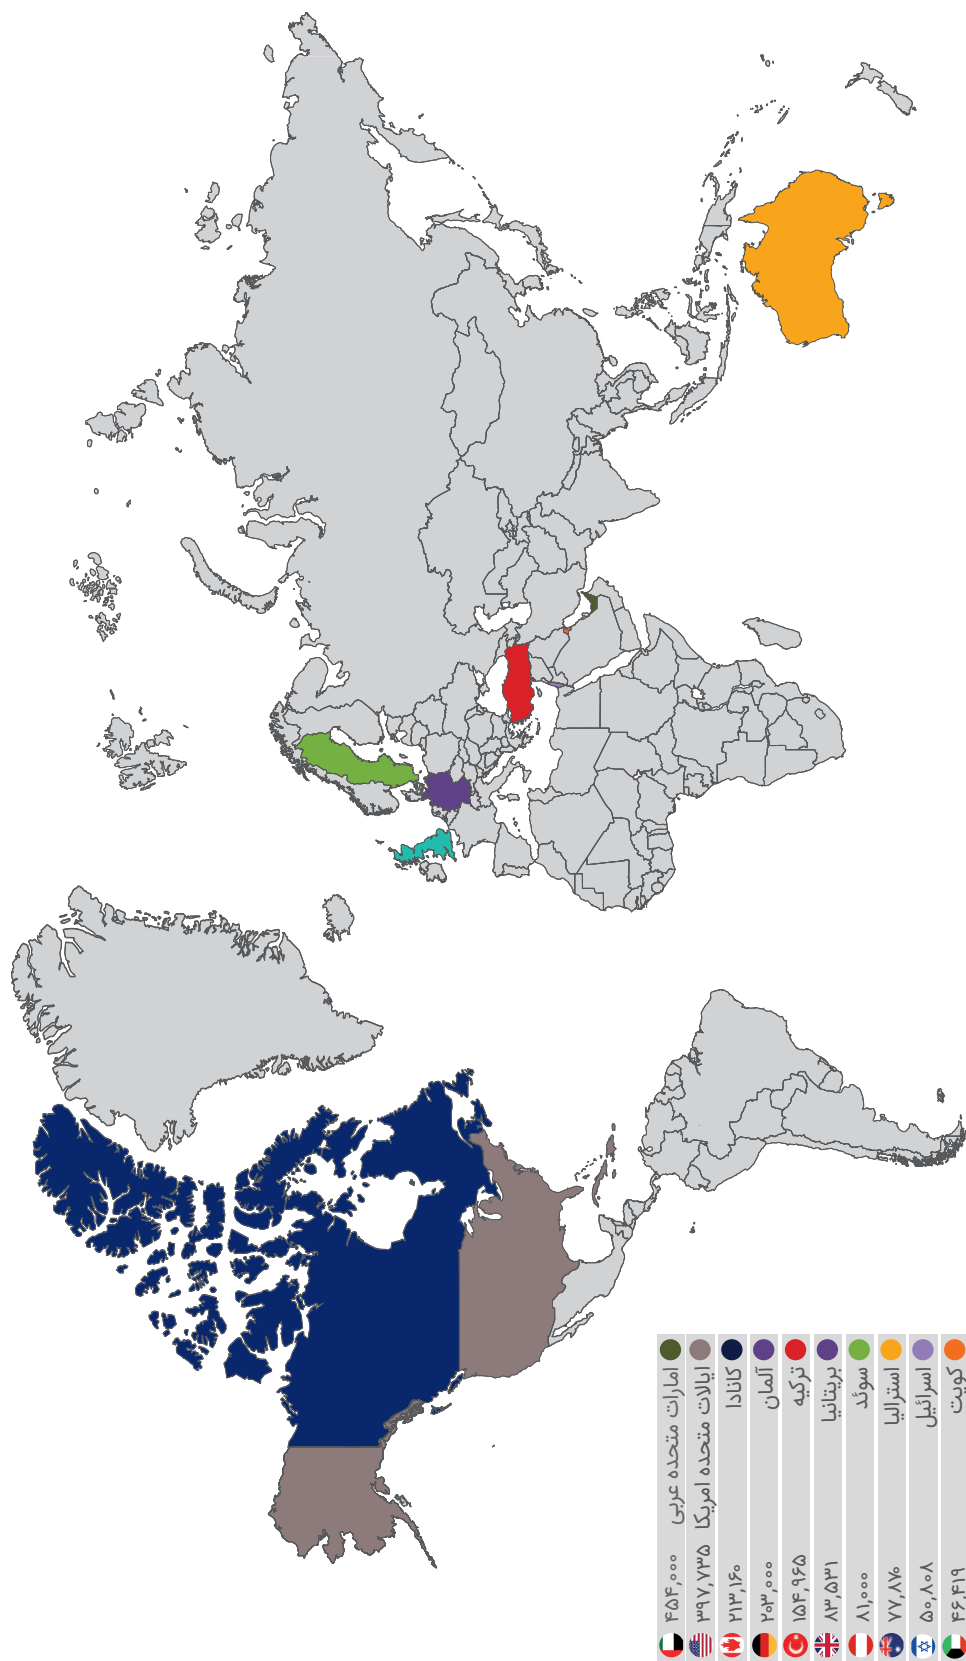 امارات متحده عربی ۴۵۴,۰۰۰
ایالات متحده امریکا ۳۹۷,۷۳۵
کانادا ۲۱۳,۱۶۰
آلمان ۲۰۳,۰۰۰
ترکیه ۱۵۴,۹۶۵
بریتانیا ۸۳,۵۳۱
سوئد ۸۱,۰۰۰
استرالیا ۷۷,۸۷۰
اسرائیل ۵۰,۸۰۸
کویت ۴۶,۴۱۹